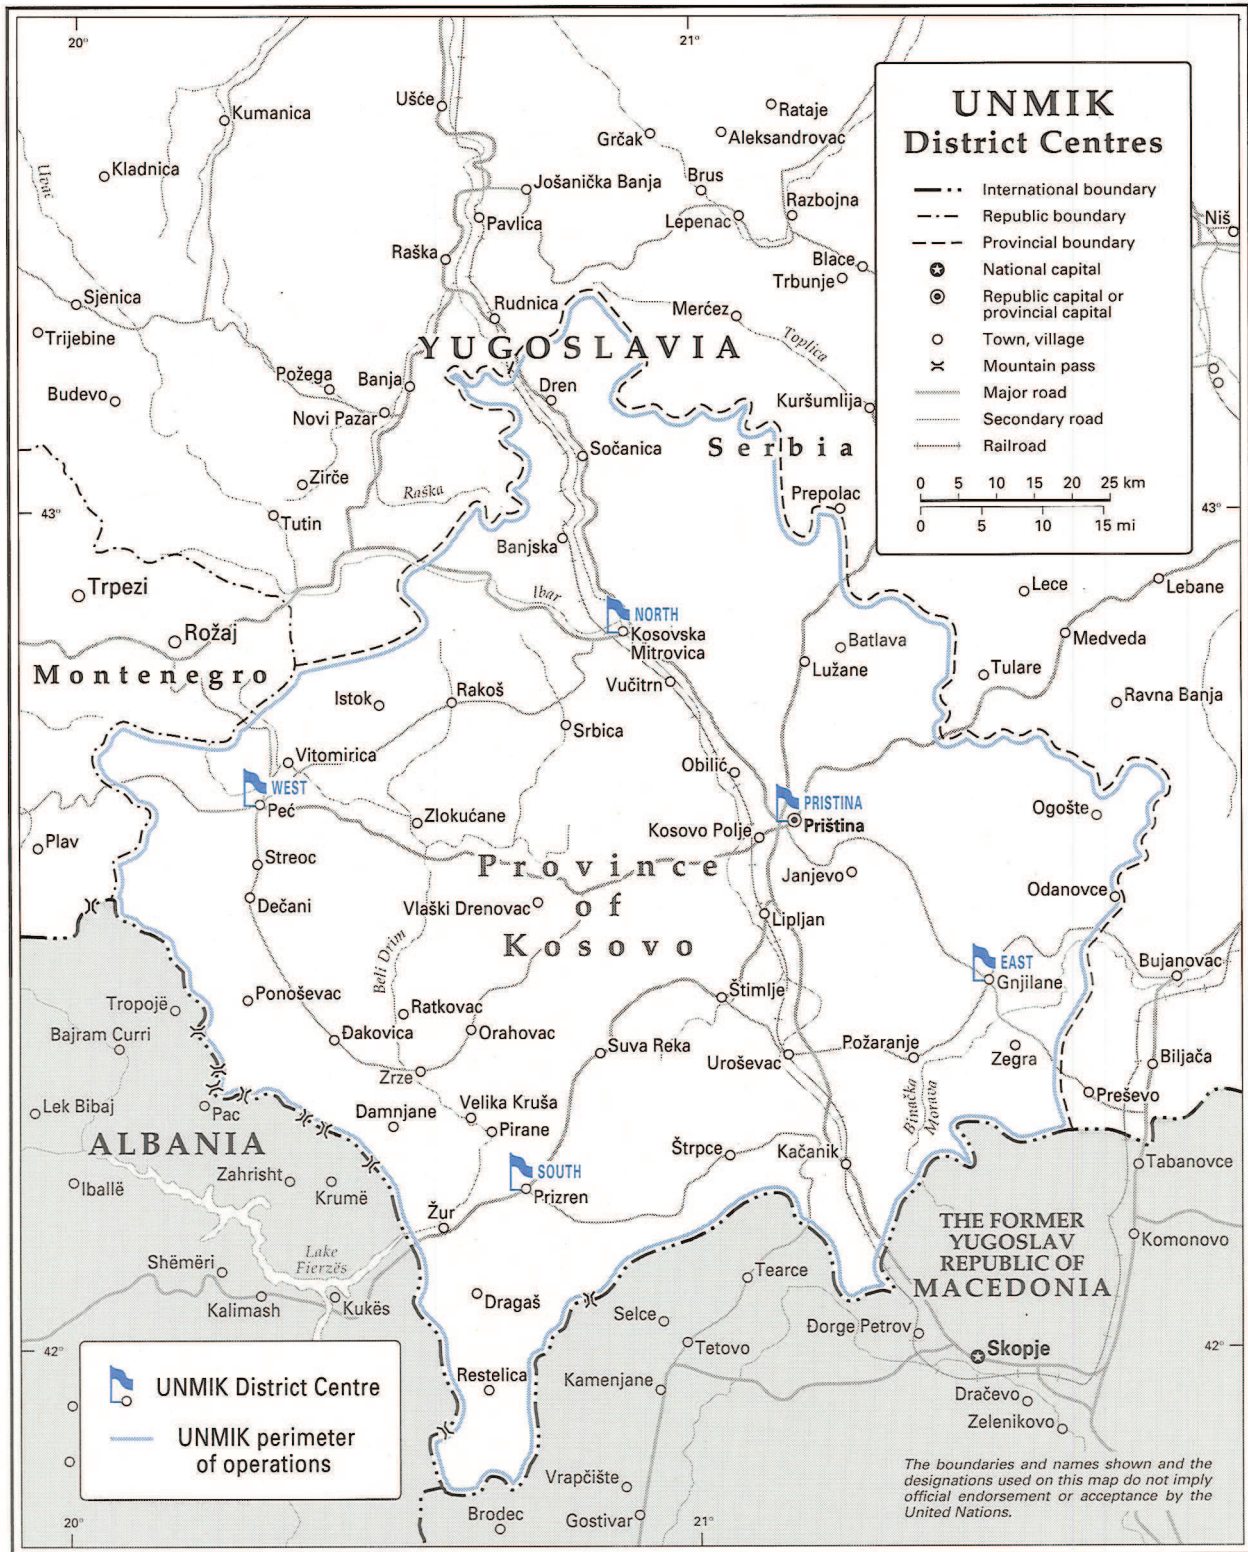 20°
21°
UNMIK
District Centres
International boundary
Republic boundary
Provincial boundary
National capital
Republic capital or
provincial capital
Town, village
Mountain pass
Major road
Secondary road
Railroad
0 5 10 15 20 25 km
0 5 10 15 mi
Ušće
Kumanica
Rataje
Grčak
Aleksandrovac
Kladnica
Uvac
Jošanička Banja
Brus
Razbojna
Pavlica
Lepenac
Niš
Raška
Blace
Trbunje
Sjenica
Rudnica
Merćez
Trijebine
Toplica
YUGOSLAVIA
Požega
Banja
Dren
Budevo
Kuršumlija
Novi Pazar
Serbia
Sočanica
Zirče
Raška
Prepolac
43°
43°
Tutin
Banjska
Trpezi
Ibar
Lece
Lebane
NORTH
Kosovska
Mitrovica
Rožaj
Batlava
Medveda
Montenegro
Lužane
Tulare
Vučitrn
Istok
Rakoš
Ravna Banja
Srbica
Vitomirica
Obilić
WEST
Peć
PRISTINA
Priština
Zlokućane
Ogošte
Kosovo Polje
Plav
Streoc
Province
of
Kosovo
Janjevo
Dečani
Vlaški Drenovac
Odanovce
Lipljan
Beli Drim
EAST
Gnjilane
Bujanovac
Ponoševac
Štimlje
Tropojë
Ratkovac
Bajram Curri
Đakovica
Orahovac
Suva Reka
Uroševac
Požaranje
Zegra
Biljača
Zrze
Preševo
Lek Bibaj
Pac
Damnjane
Velika Kruša
Pirane
Binačka
Morava
ALBANIA
Štrpce
Kačanik
Tabanovce
SOUTH
Prizren
Iballë
Zahrisht
Krumë
Žur
THE FORMER
YUGOSLAV
REPUBLIC OF
MACEDONIA
Komonovo
Lake
Fierzës
Shëmëri
Tearce
Kalimash
Kukës
Dragaš
Selce
Đorge Petrov
42°
42°
Tetovo
Skopje
UNMIK District Centre
UNMIK perimeter
of operations
Restelica
Kamenjane
Dračevo
Zelenikovo
Vrapčište
The boundaries and names shown and the
designations used on this map do not imply
official endorsement or acceptance by the
United Nations.
Brodec
Gostivar
20°
21°